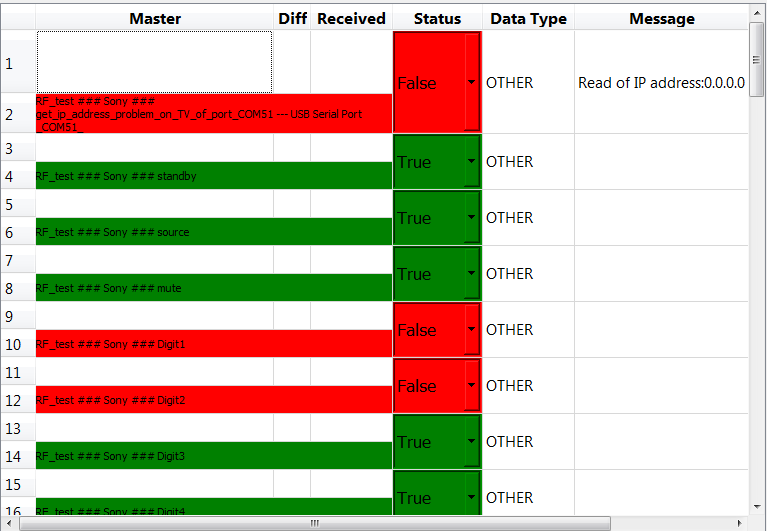 Master Diff Received Status Data Type Message
1
False OTHER Read of IP address:0.0.0.0
2 RF_test ### Sony ###
get_ip_address_problem_on_TV_of_port_COM51 --- USB Serial Port
_COM51_
3
True OTHER
4 RF_test ### Sony ### standby
5
True OTHER
6 RF_test ### Sony ### source
7
True OTHER
8 RF_test ### Sony ### mute
9
False OTHER
10 RF_test ### Sony ### Digit1
11
False OTHER
12 RF_test ### Sony ### Digit2
13
True OTHER
14 RF_test ### Sony ### Digit3
15
True OTHER
16 RF_test ### Sony ### Digit4